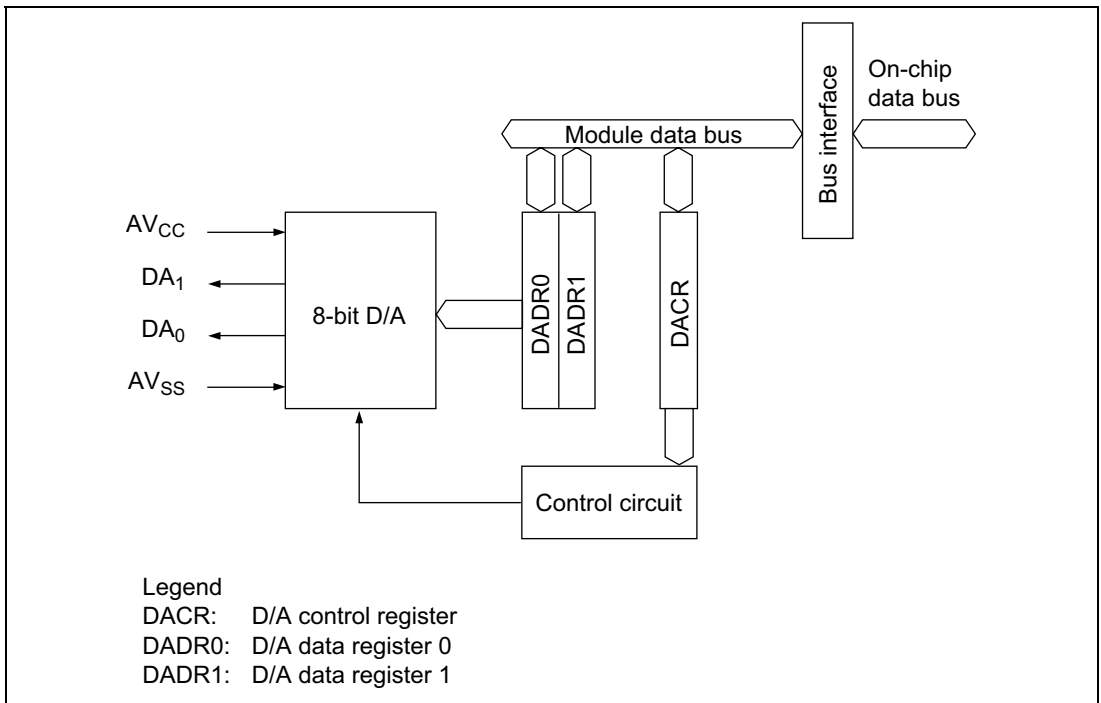 Bus interface
On-chip
data bus
Module data bus
AVCC
DA1
DA0
AVSS
8-bit D/A
DADR0
DADR1
DACR
Control circuit
Legend
DACR: D/A control register
DADR0: D/A data register 0
DADR1: D/A data register 1